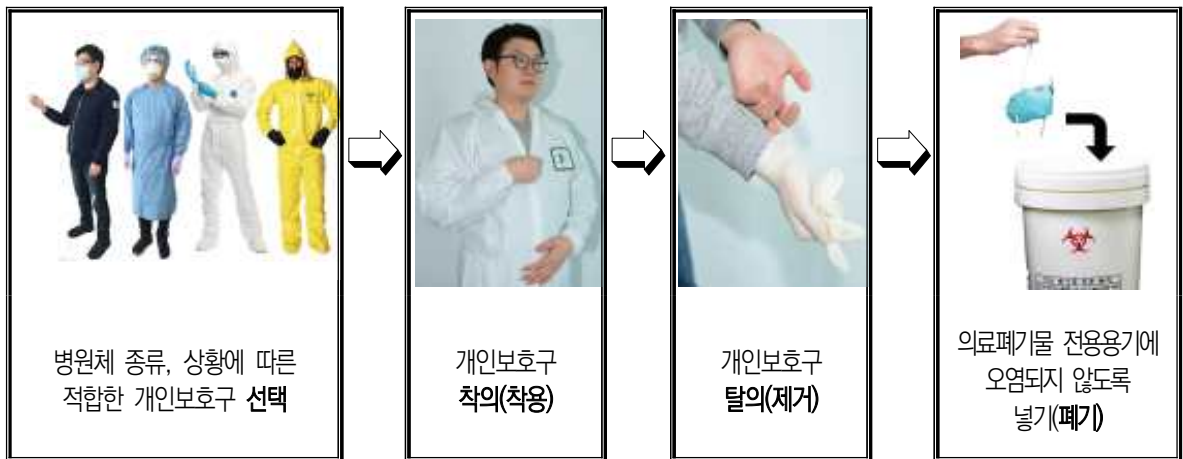 병원체 종류, 상황에 따른
적합한 개인보호구 선택
개인보호구
착의(착용)
개인보호구
탈의(제거)
의료폐기물 전용용기에
오염되지 않도록
넣기(폐기)